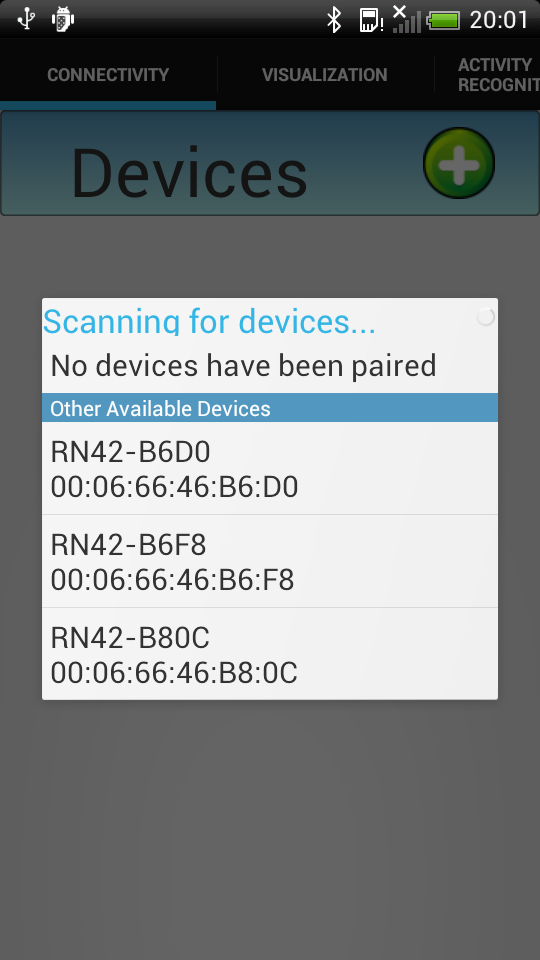 20:01
CONNECTIVITY
VISUALIZATION
ACTIVITY
RECOGNIT
Devices
Scanning for devices...
No devices have been paired
Other Available Devices
RN42-B6D0
00:06:66:46:B6:D0
RN42-B6F8
00:06:66:46:B6:F8
RN42-B80C
00:06:66:46:B8:0C